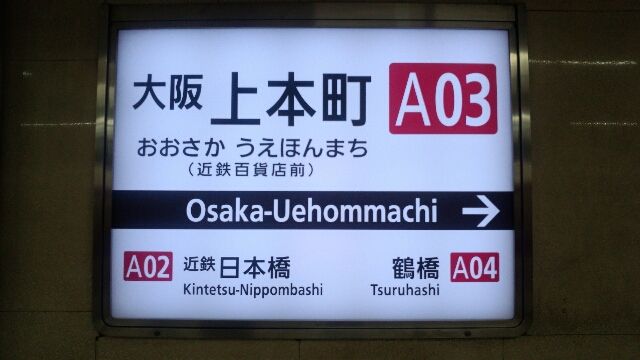 大阪 上本町 A03
おおさか うえほんまち
(近鉄百貨店前)
Osaka-Uehommachi →
A02 近鉄日本橋 鶴橋 A04
Kintetsu-Nippombashi Tsuruhashi